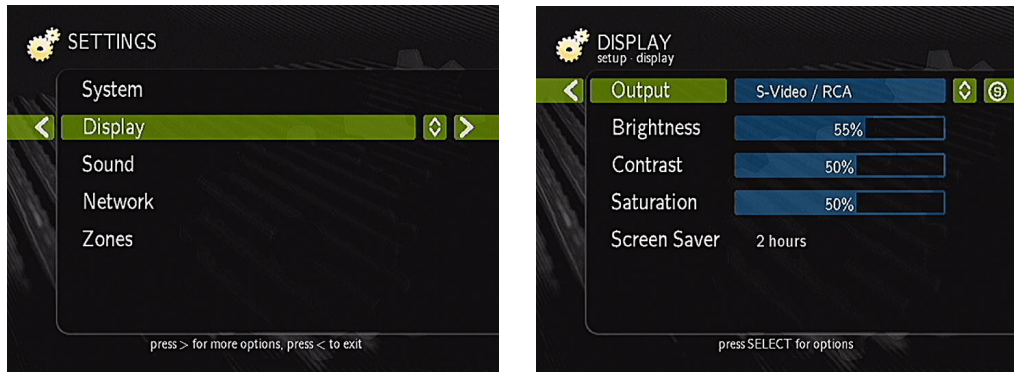 SETTINGS
System
Display
Sound
Network
Zones
press > for more options, press < to exit
DISPLAY
setup · display
Output S-Video / RCA
Brightness 55%
Contrast 50%
Saturation 50%
Screen Saver 2 hours
press SELECT for options